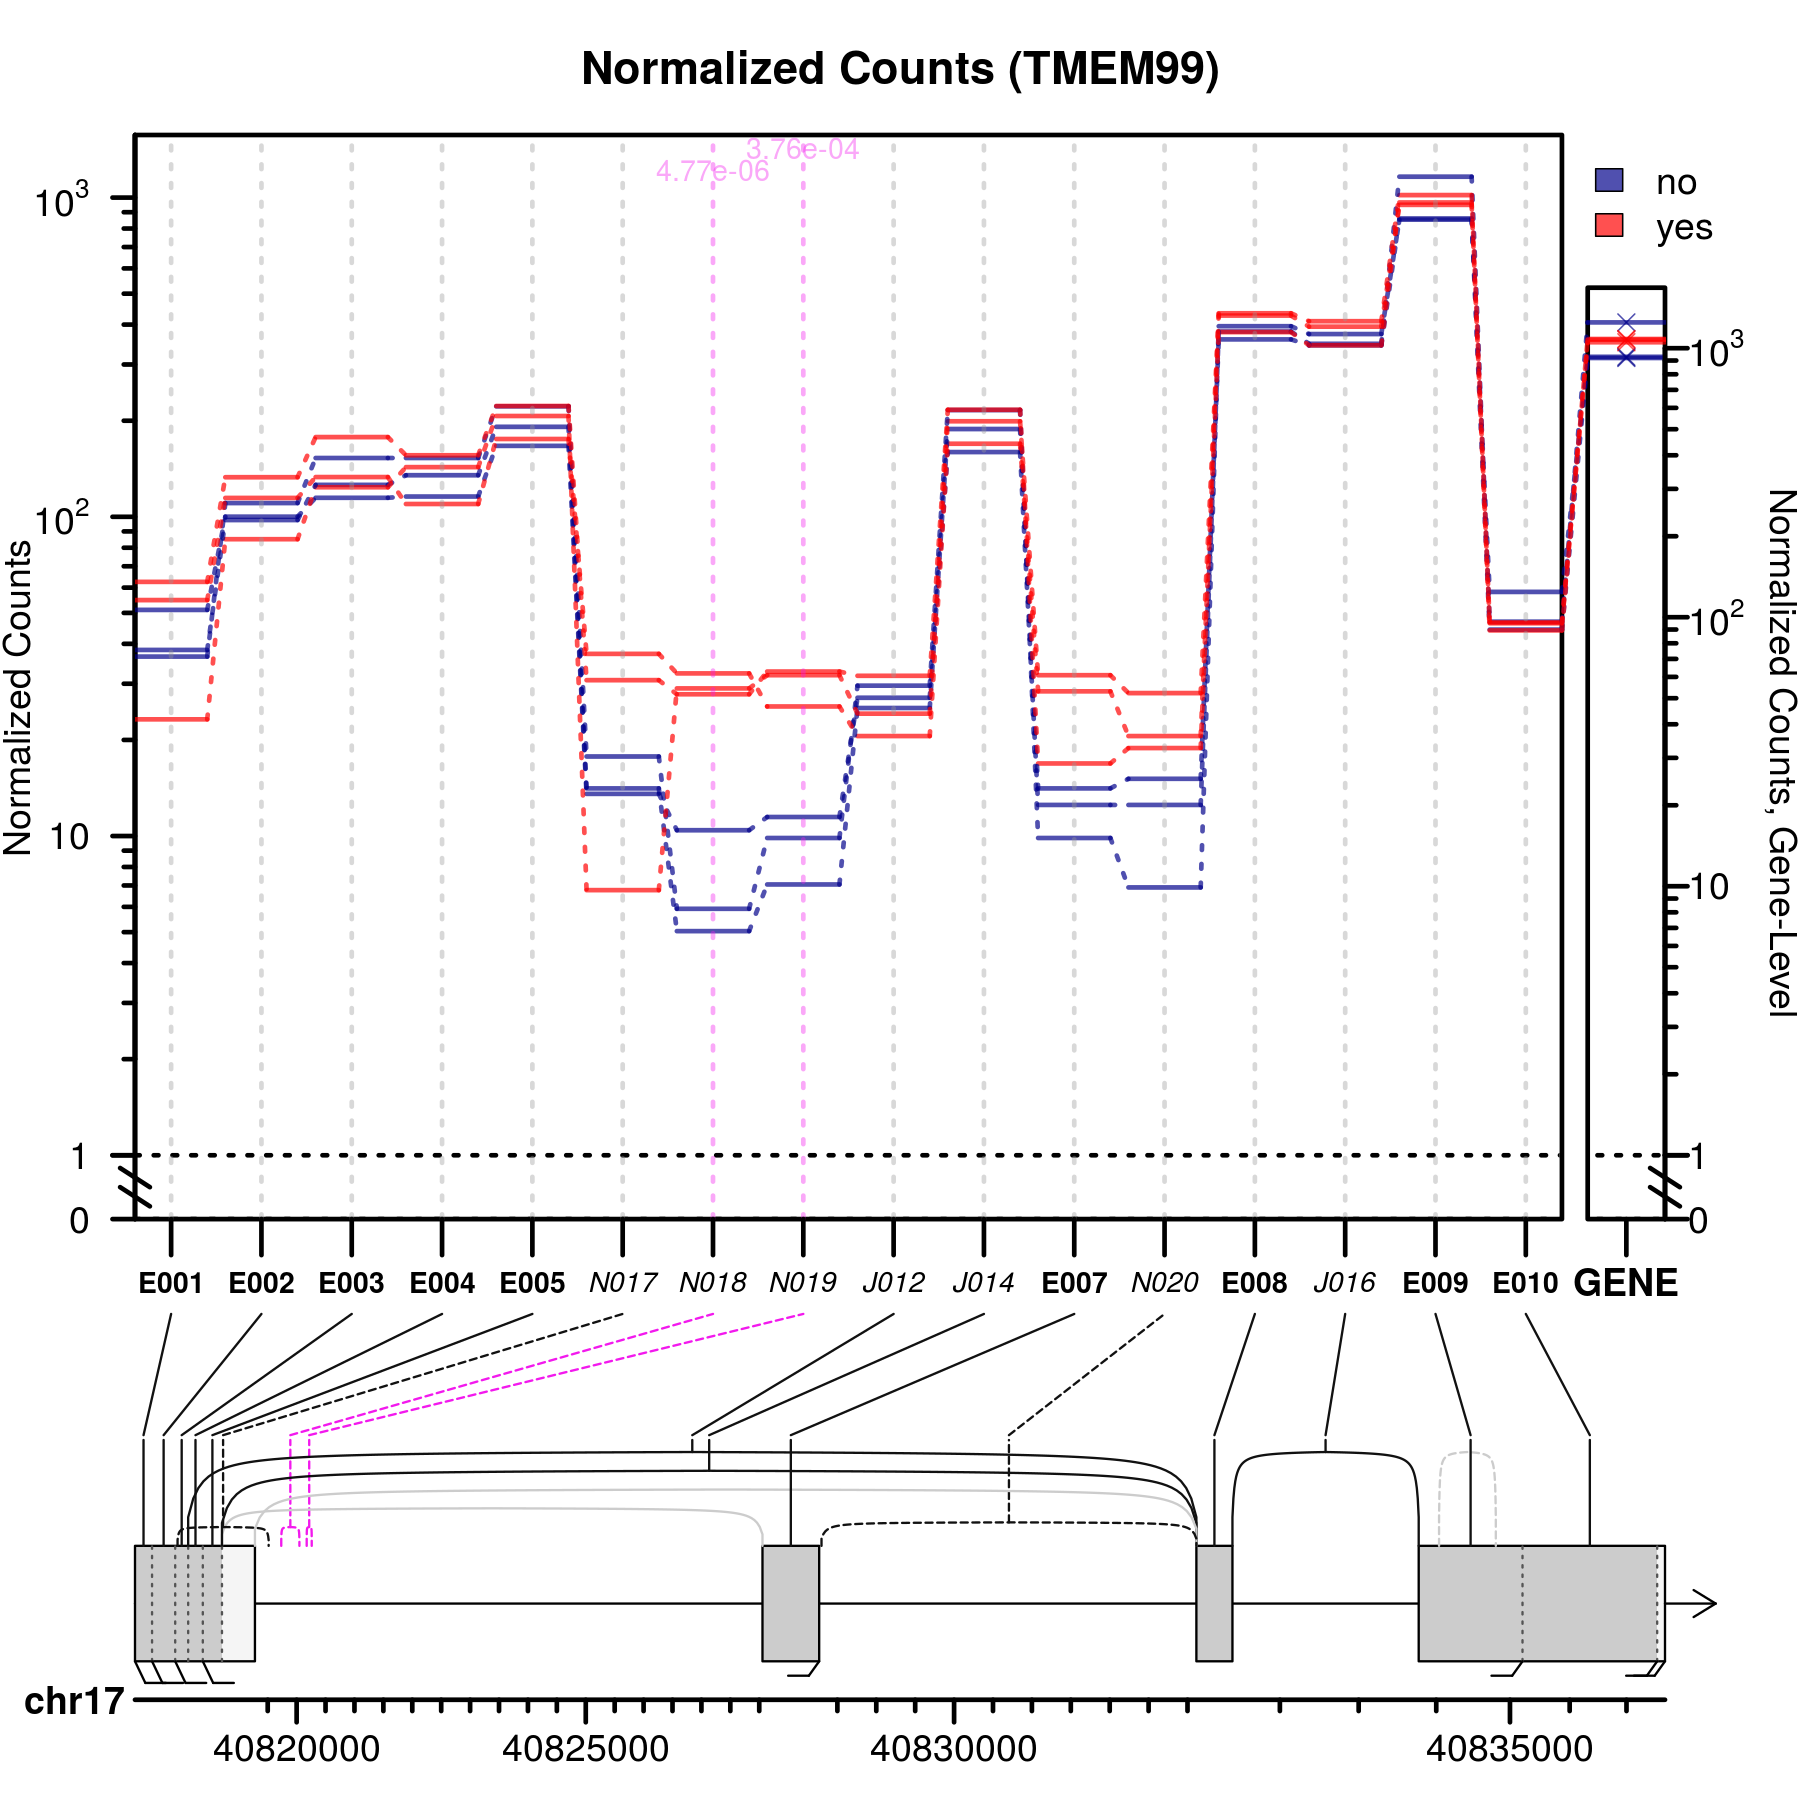 Normalized Counts (TMEM99)
3.76e-04
4.77e-06
no
yes
Normalized Counts
10³
10²
10
1
0
10³
10²
10
1
0
Normalized Counts, Gene-Level
E001 E002 E003 E004 E005 N017 N018 N019 J012 J014 E007 N020 E008 J016 E009 E010 GENE
chr17
40820000 40825000 40830000 40835000